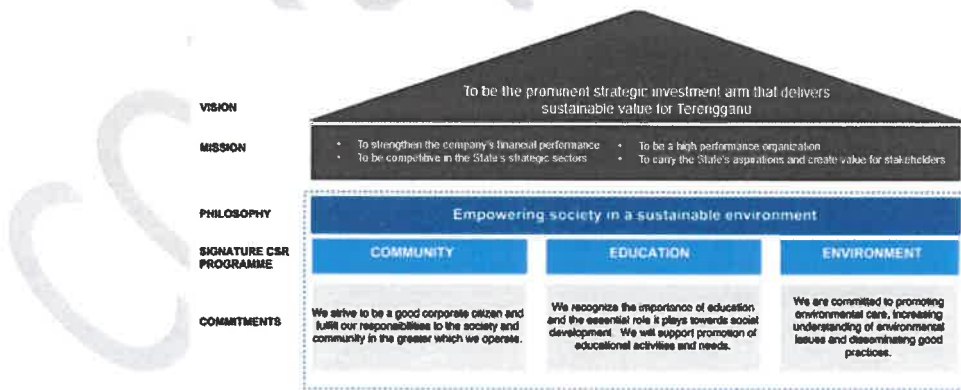 VISION
To be the prominent strategic investment arm that delivers
sustainable value for Terengganu
MISSION
• To strengthen the company's financial performance
• To be competitive in the State's strategic sectors
• To be a high performance organization
• To carry the State's aspirations and create value for stakeholders
PHILOSOPHY
Empowering society in a sustainable environment
SIGNATURE CSR
PROGRAMME
COMMUNITY
EDUCATION
ENVIRONMENT
COMMITMENTS
We strive to be a good corporate citizen and
fulfil our responsibilities to the society and
community in the greater which we operate.
We recognize the importance of education
and the essential role it plays towards social
development. We will support promotion of
educational activities and needs.
We are committed to promoting
environmental care, increasing
understanding of environmental
issues and disseminating good
practices.